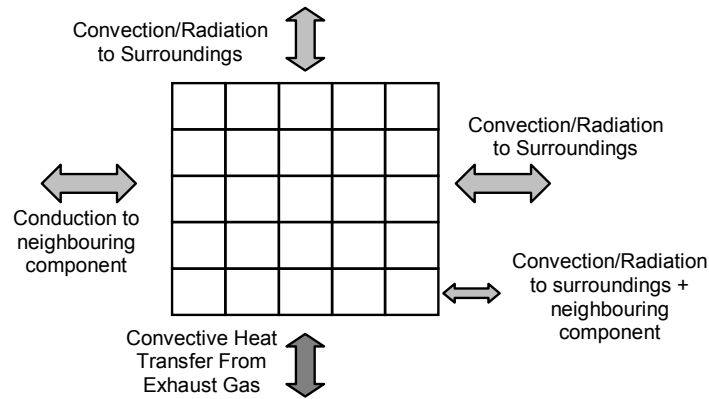 Convection/Radiation
to Surroundings
Convection/Radiation
to Surroundings
Conduction to
neighbouring
component
Convection/Radiation
to surroundings +
neighbouring
component
Convective Heat
Transfer From
Exhaust Gas